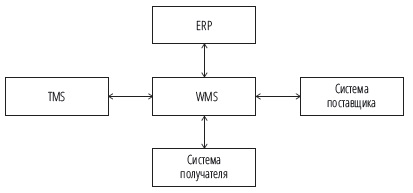 ERP
TMS
WMS
Система
поставщика
Система
получателя